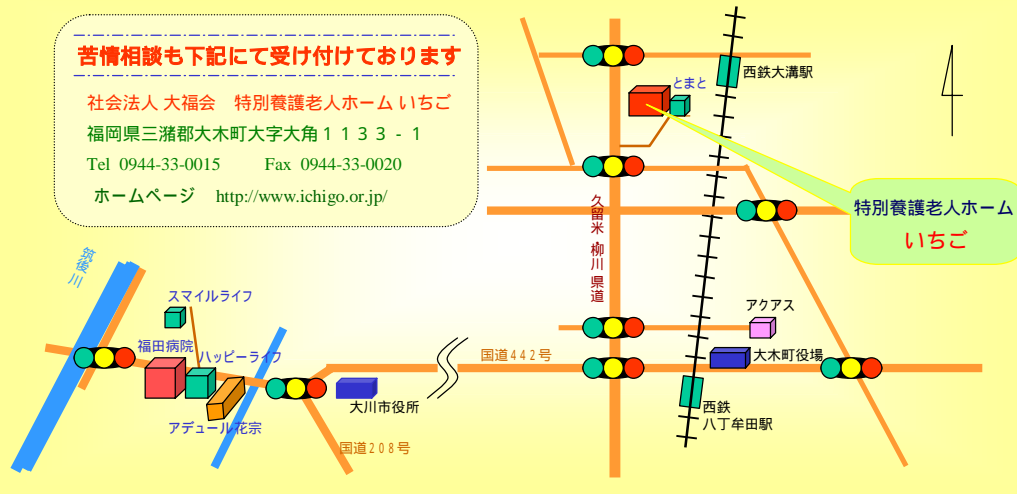 苦情相談も下記にて受け付けております
社会法人 大福会　特別養護老人ホーム いちご
福岡県三潴郡大木町大字大角１１３３－１
Tel 0944-33-0015　Fax 0944-33-0020
ホームページ　http://www.ichigo.or.jp/
西鉄大溝駅
とまと
特別養護老人ホーム
いちご
久留米 柳川 県道
筑後川
スマイルライフ
福田病院
ハッピーライフ
アデュール花宗
大川市役所
国道208号
国道442号
アクアス
大木町役場
西鉄
八丁牟田駅